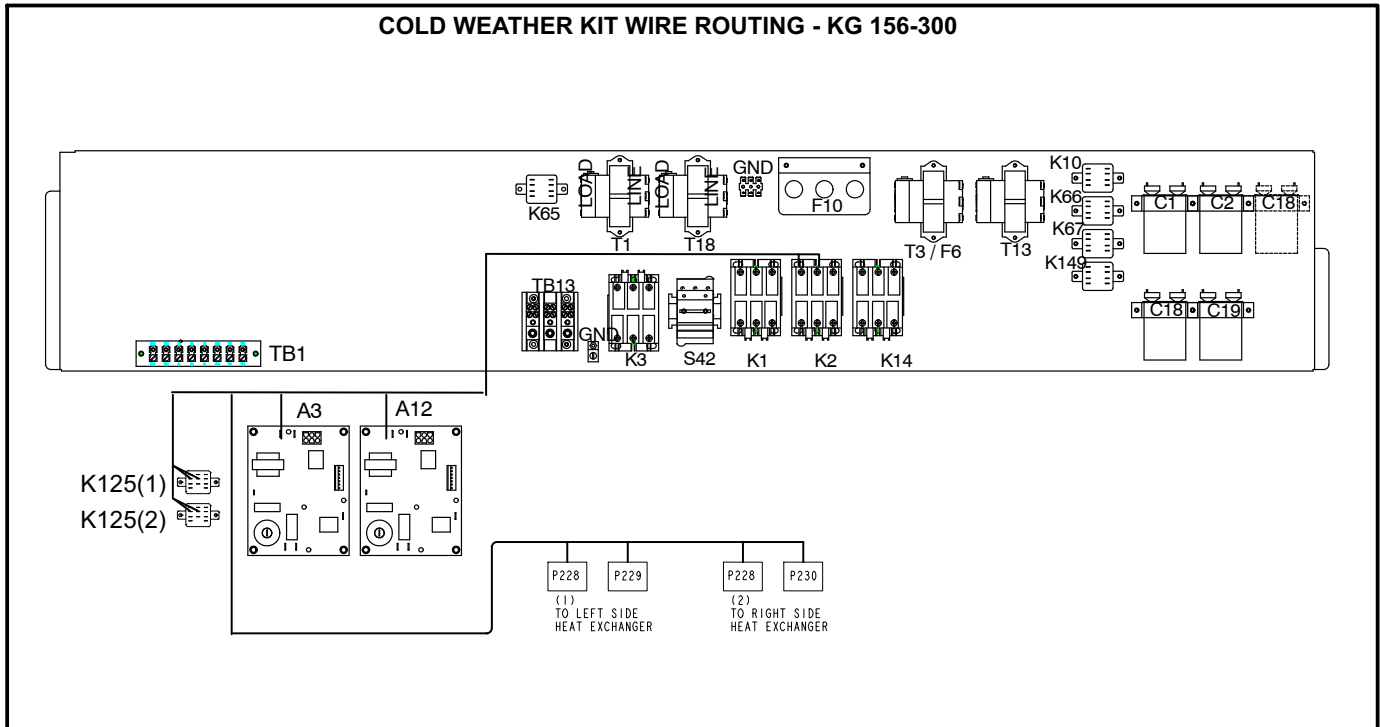 COLD WEATHER KIT WIRE ROUTING - KG 156-300
K65
LOAD
LINE
T1
LOAD
LINE
T18
GND
F10
T3 / F6
T13
K10
K66
K67
K149
C1
C2
C18
C18
C19
TB13
GND
K3
S42
K1
K2
K14
TB1
A3
A12
K125(1)
K125(2)
P228
P229
P228
P230
(1)
TO LEFT SIDE
HEAT EXCHANGER
(2)
TO RIGHT SIDE
HEAT EXCHANGER